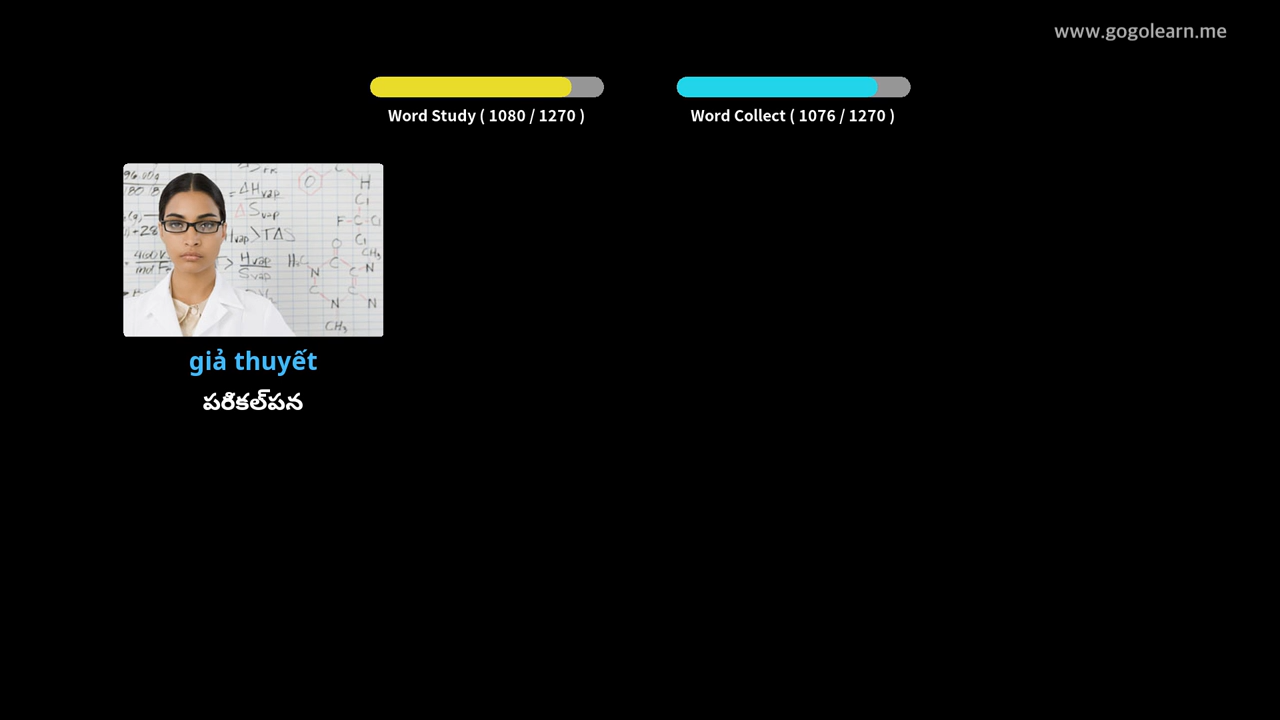 www.gogolearn.me
Word Study ( 1080 / 1270 )
Word Collect ( 1076 / 1270 )
giả thuyết
పరికల్పన